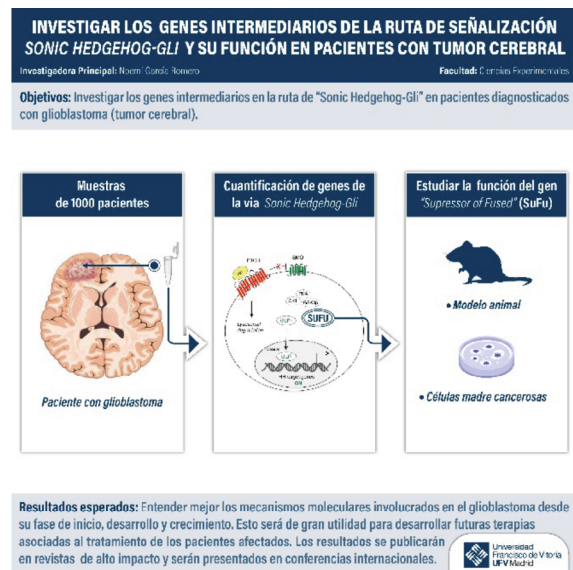 INVESTIGAR LOS GENES INTERMEDIARIOS DE LA RUTA DE SEÑALIZACIÓN
SONIC HEDGEHOG-GLI Y SU FUNCIÓN EN PACIENTES CON TUMOR CEREBRAL
Investigadora Principal: Noemí García Romero
Facultad: Ciencias Experimentales
Objetivos: Investigar los genes intermediarios en la ruta de “Sonic Hedgehog-Gli” en pacientes diagnosticados
con glioblastoma (tumor cerebral).
Muestras
de 1000 pacientes
Paciente con glioblastoma
Cuantificación de genes de
la via Sonic Hedgehog-Gli
SMO
SUFU
ON
Estudiar la función del gen
“Supressor of Fused” (SuFu)
• Modelo animal
• Células madre cancerosas
Resultados esperados: Entender mejor los mecanismos moleculares involucrados en el glioblastoma desde
su fase de inicio, desarrollo y crecimiento. Esto será de gran utilidad para desarrollar futuras terapias
asociadas al tratamiento de los pacientes afectados. Los resultados se publicarán
en revistas de alto impacto y serán presentados en conferencias internacionales.
Universidad
Francisco de Vitoria
UFV Madrid